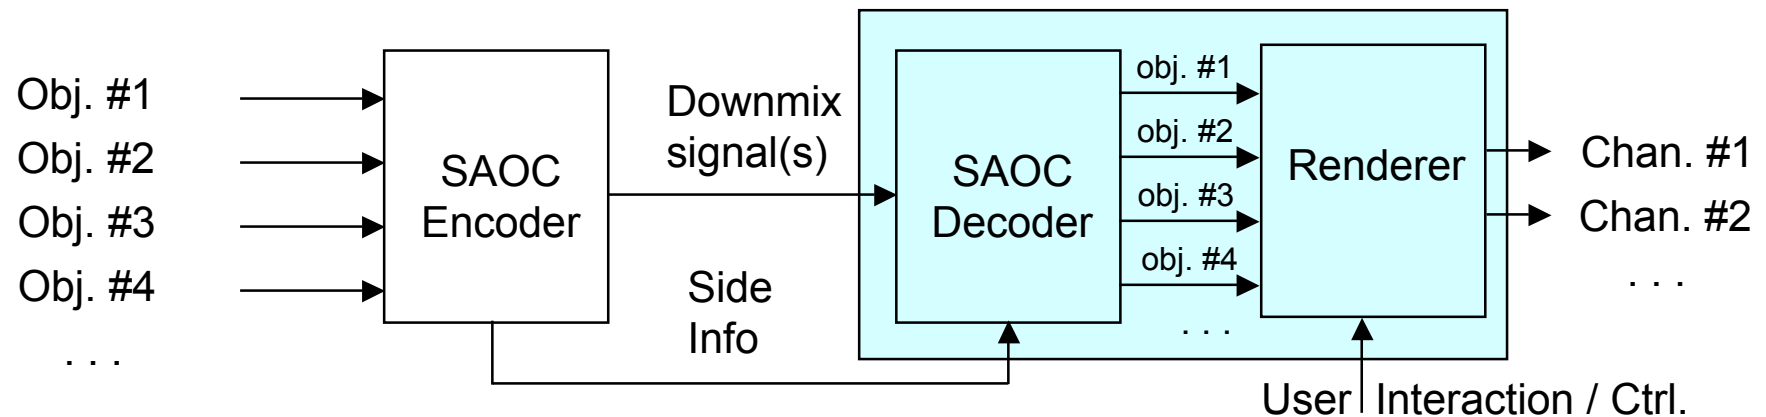 Obj. #1
Obj. #2
Obj. #3
Obj. #4
. . .
SAOC
Encoder
Downmix
signal(s)
Side
Info
SAOC
Decoder
obj. #1
obj. #2
obj. #3
obj. #4
. . .
Renderer
Chan. #1
Chan. #2
. . .
User Interaction / Ctrl.